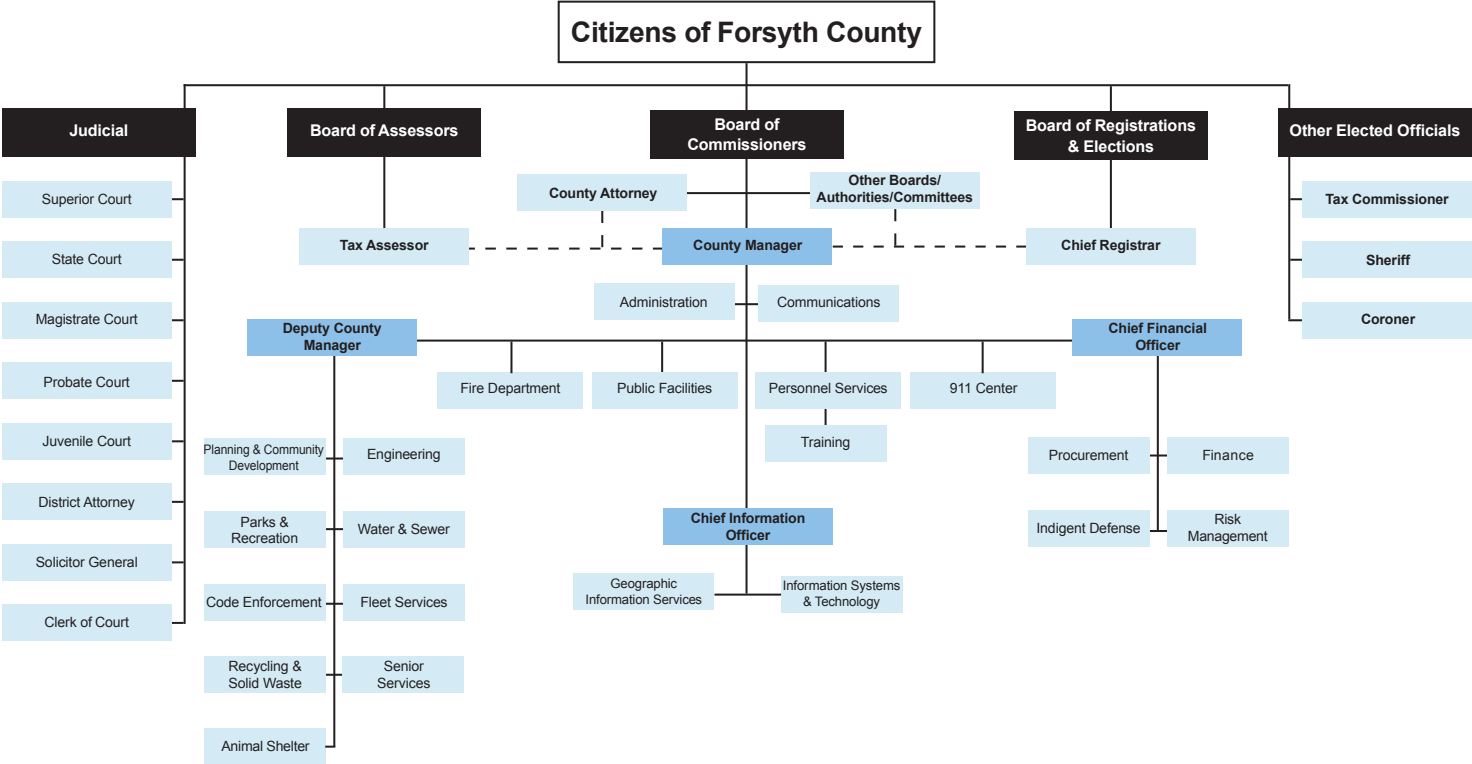 Citizens of Forsyth County
Judicial
Board of Assessors
Board of
Commissioners
Board of Registrations
& Elections
Other Elected Officials
Superior Court
State Court
Magistrate Court
Probate Court
Juvenile Court
District Attorney
Solicitor General
Clerk of Court
Tax Assessor
County Attorney
Other Boards/
Authorities/Committees
County Manager
Chief Registrar
Tax Commissioner
Sheriff
Coroner
Administration
Communications
Deputy County
Manager
Chief Financial
Officer
Fire Department
Public Facilities
Personnel Services
911 Center
Training
Planning & Community
Development
Engineering
Parks &
Recreation
Water & Sewer
Code Enforcement
Fleet Services
Recycling &
Solid Waste
Senior
Services
Animal Shelter
Chief Information
Officer
Geographic
Information Services
Information Systems
& Technology
Procurement
Finance
Indigent Defense
Risk
Management